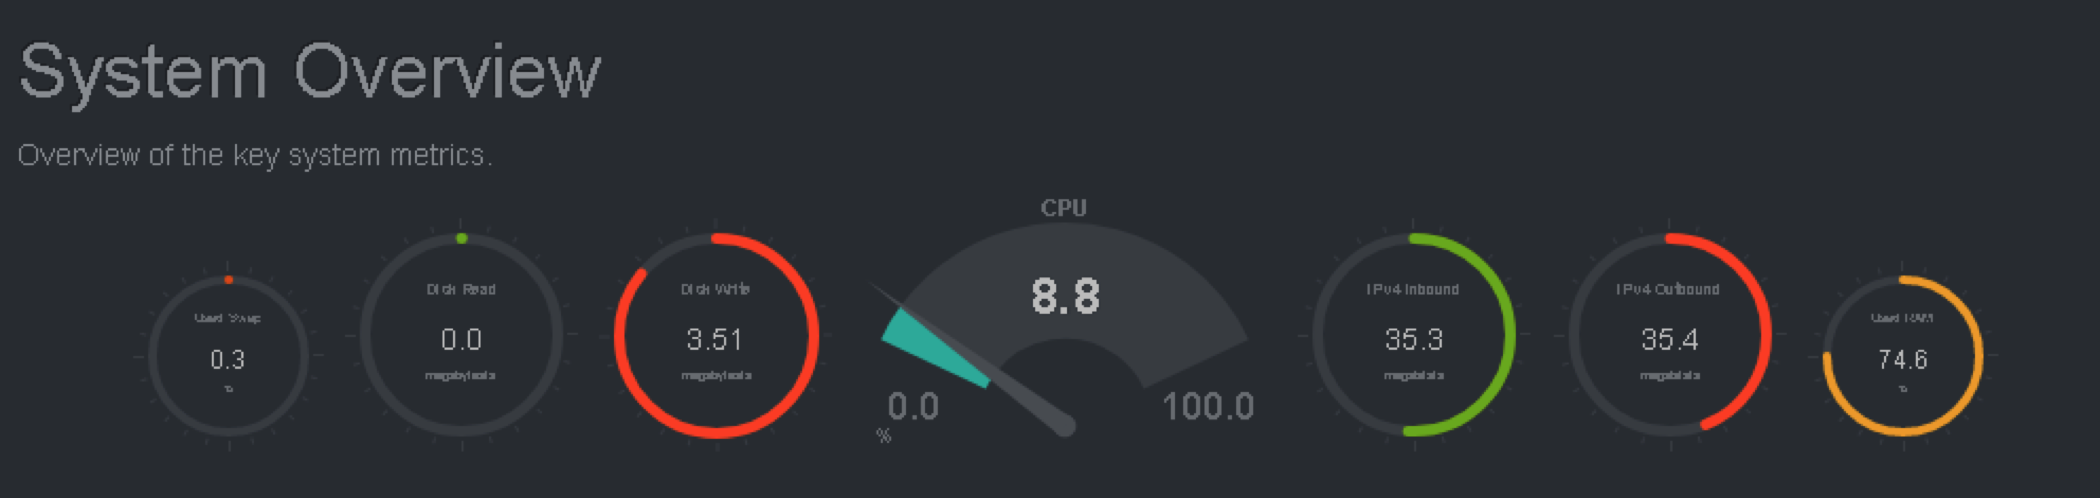 System Overview
Overview of the key system metrics.
Used Swap
0.3
%
Disk Read
0.0
megabytes/s
Disk Write
3.51
megabytes/s
CPU
8.8
0.0
100.0
%
IPv4 Inbound
35.3
megabits/s
IPv4 Outbound
35.4
megabits/s
Used RAM
74.6
%